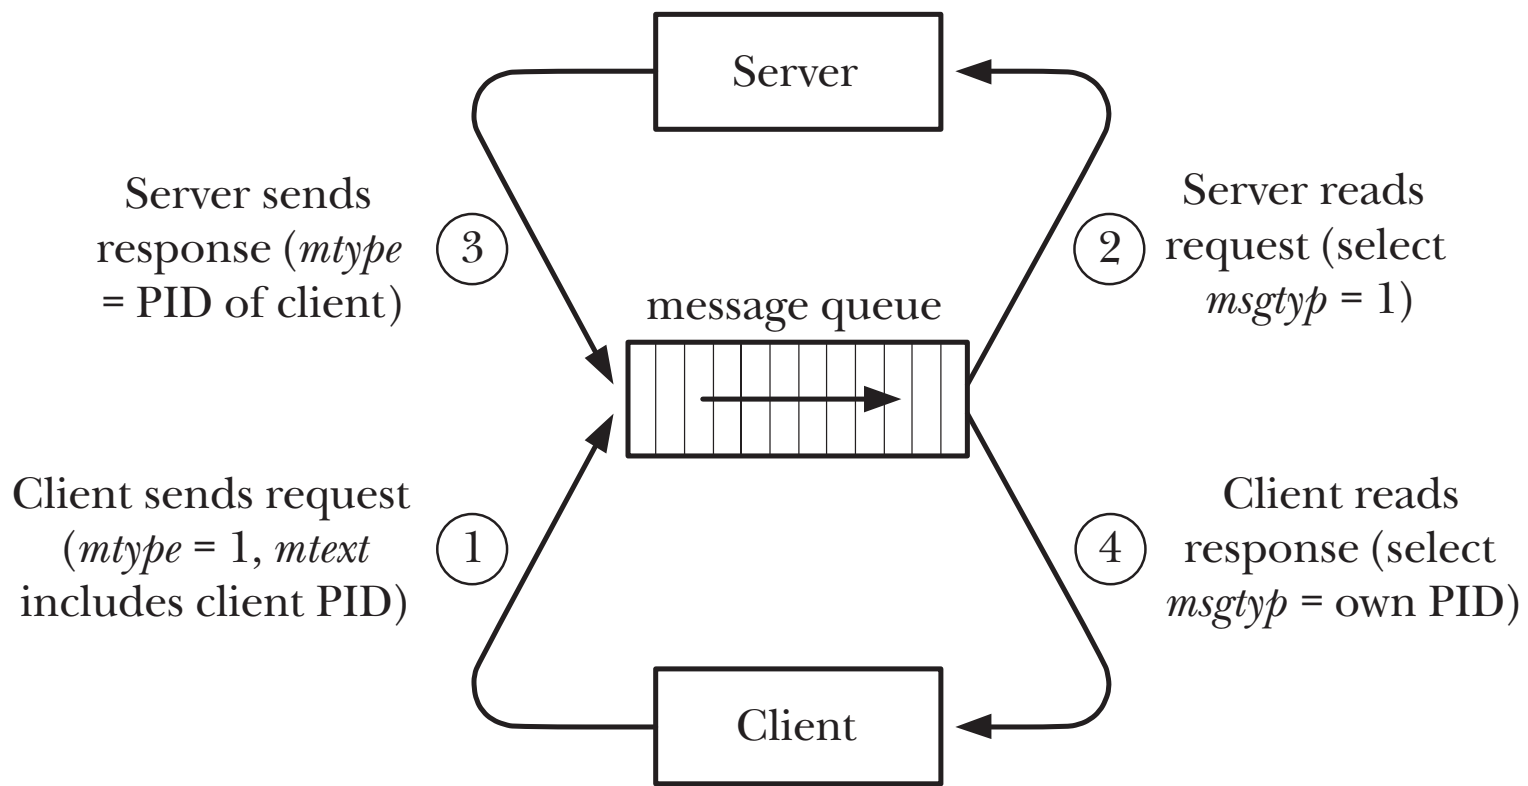 Server
Server sends
response (mtype
= PID of client)
3
2
Server reads
request (select
msgtyp = 1)
message queue
Client sends request
(mtype = 1, mtext
includes client PID)
1
4
Client reads
response (select
msgtyp = own PID)
Client